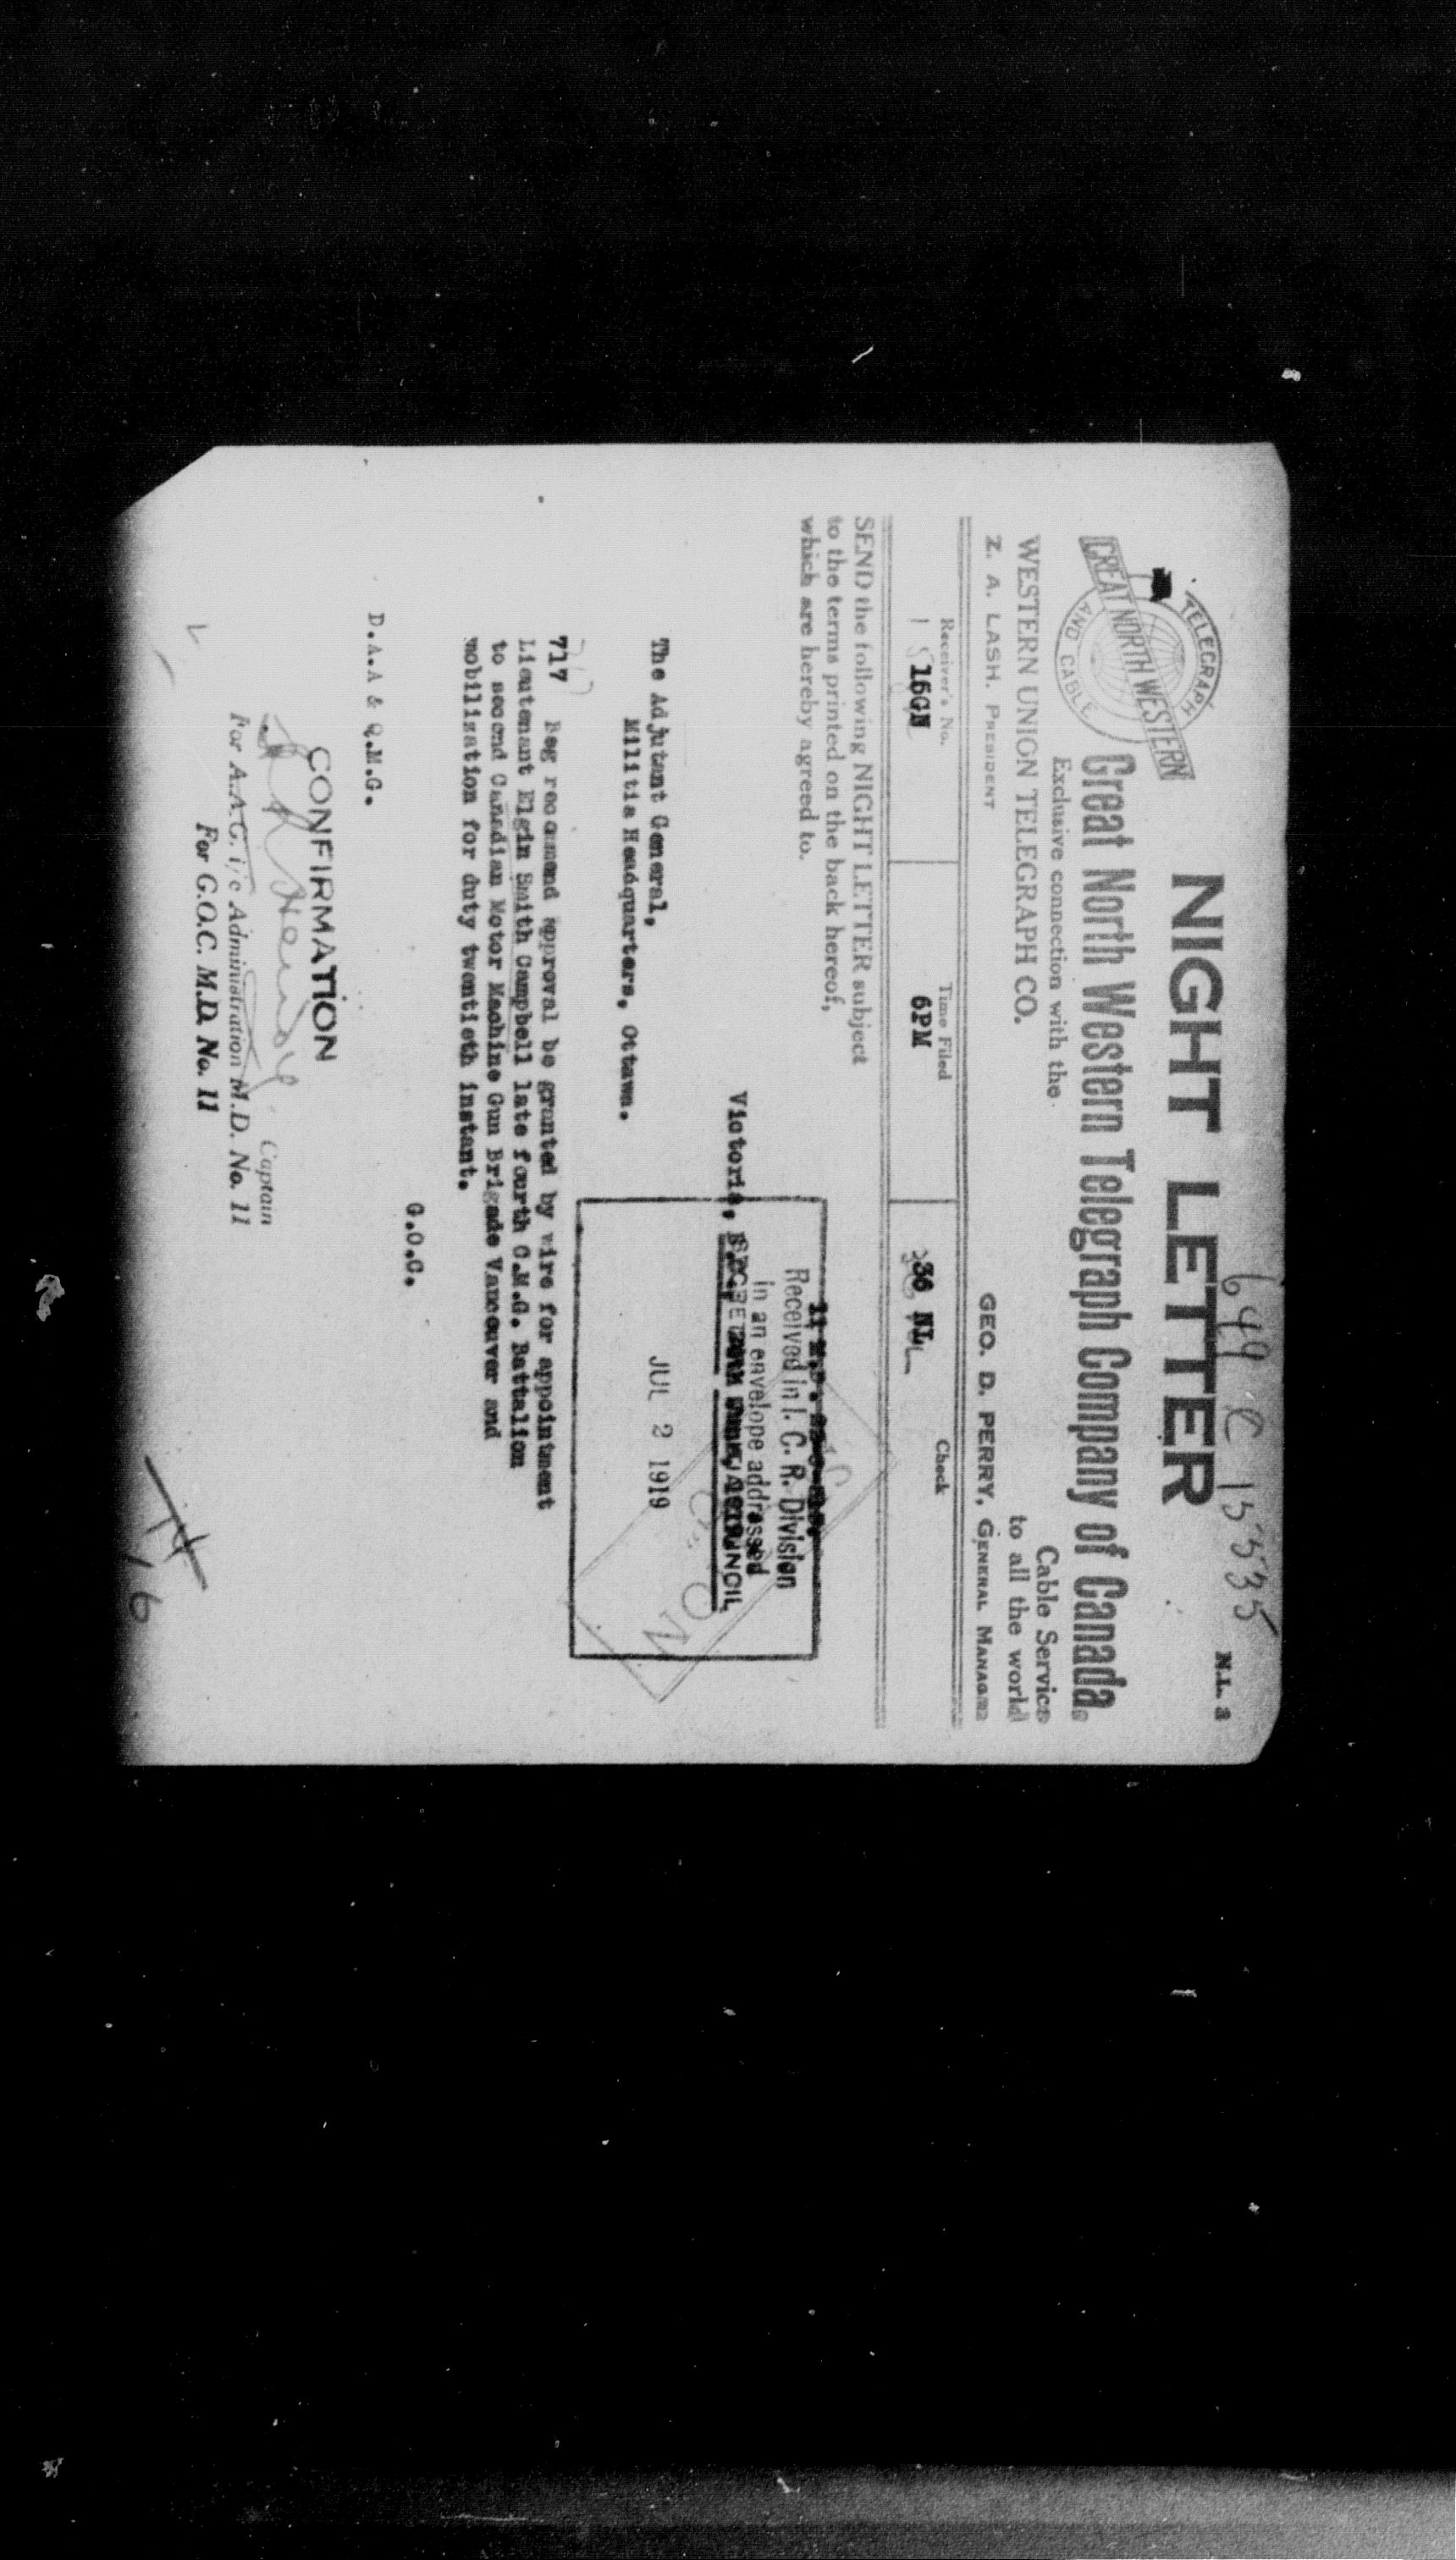 649 C 15535
N.L. 2
NIGHT LETTER
TELEGRAPH
GREAT NORTH WESTERN
AND CABLE
Great North Western Telegraph Company of Canada.
Exclusive connection with the
WESTERN UNION TELEGRAPH CO.
Cable Service
to all the world
Z. A. LASH. PRESIDENT
GEO. D. PERRY, GENERAL MANAGER
Receiver's No.
Time Filed
Check
16GN
6PM
36 NL
SEND the following NIGHT LETTER subject
to the terms printed on the back hereof,
which are hereby agreed to.
Received in I. C. R. Division
in an envelope addressed
Victoria, B.C.
JUL 2 1919
The Adjutant General,
Militia Headquarters, Ottawa.
717 Beg recommend approval be granted by wire for appointment
Lieutenant Elgin Smith Campbell late fourth C.M.G. Battalion
to second Canadian Motor Machine Gun Brigade Vancouver and
mobilization for duty twentieth instant.
G.O.C.
D.A.A & Q.M.G.
CONFIRMATION
Captain
For A.A.G. i/c Administration M.D. No. 11
For G.O.C. M.D. No. 11
16